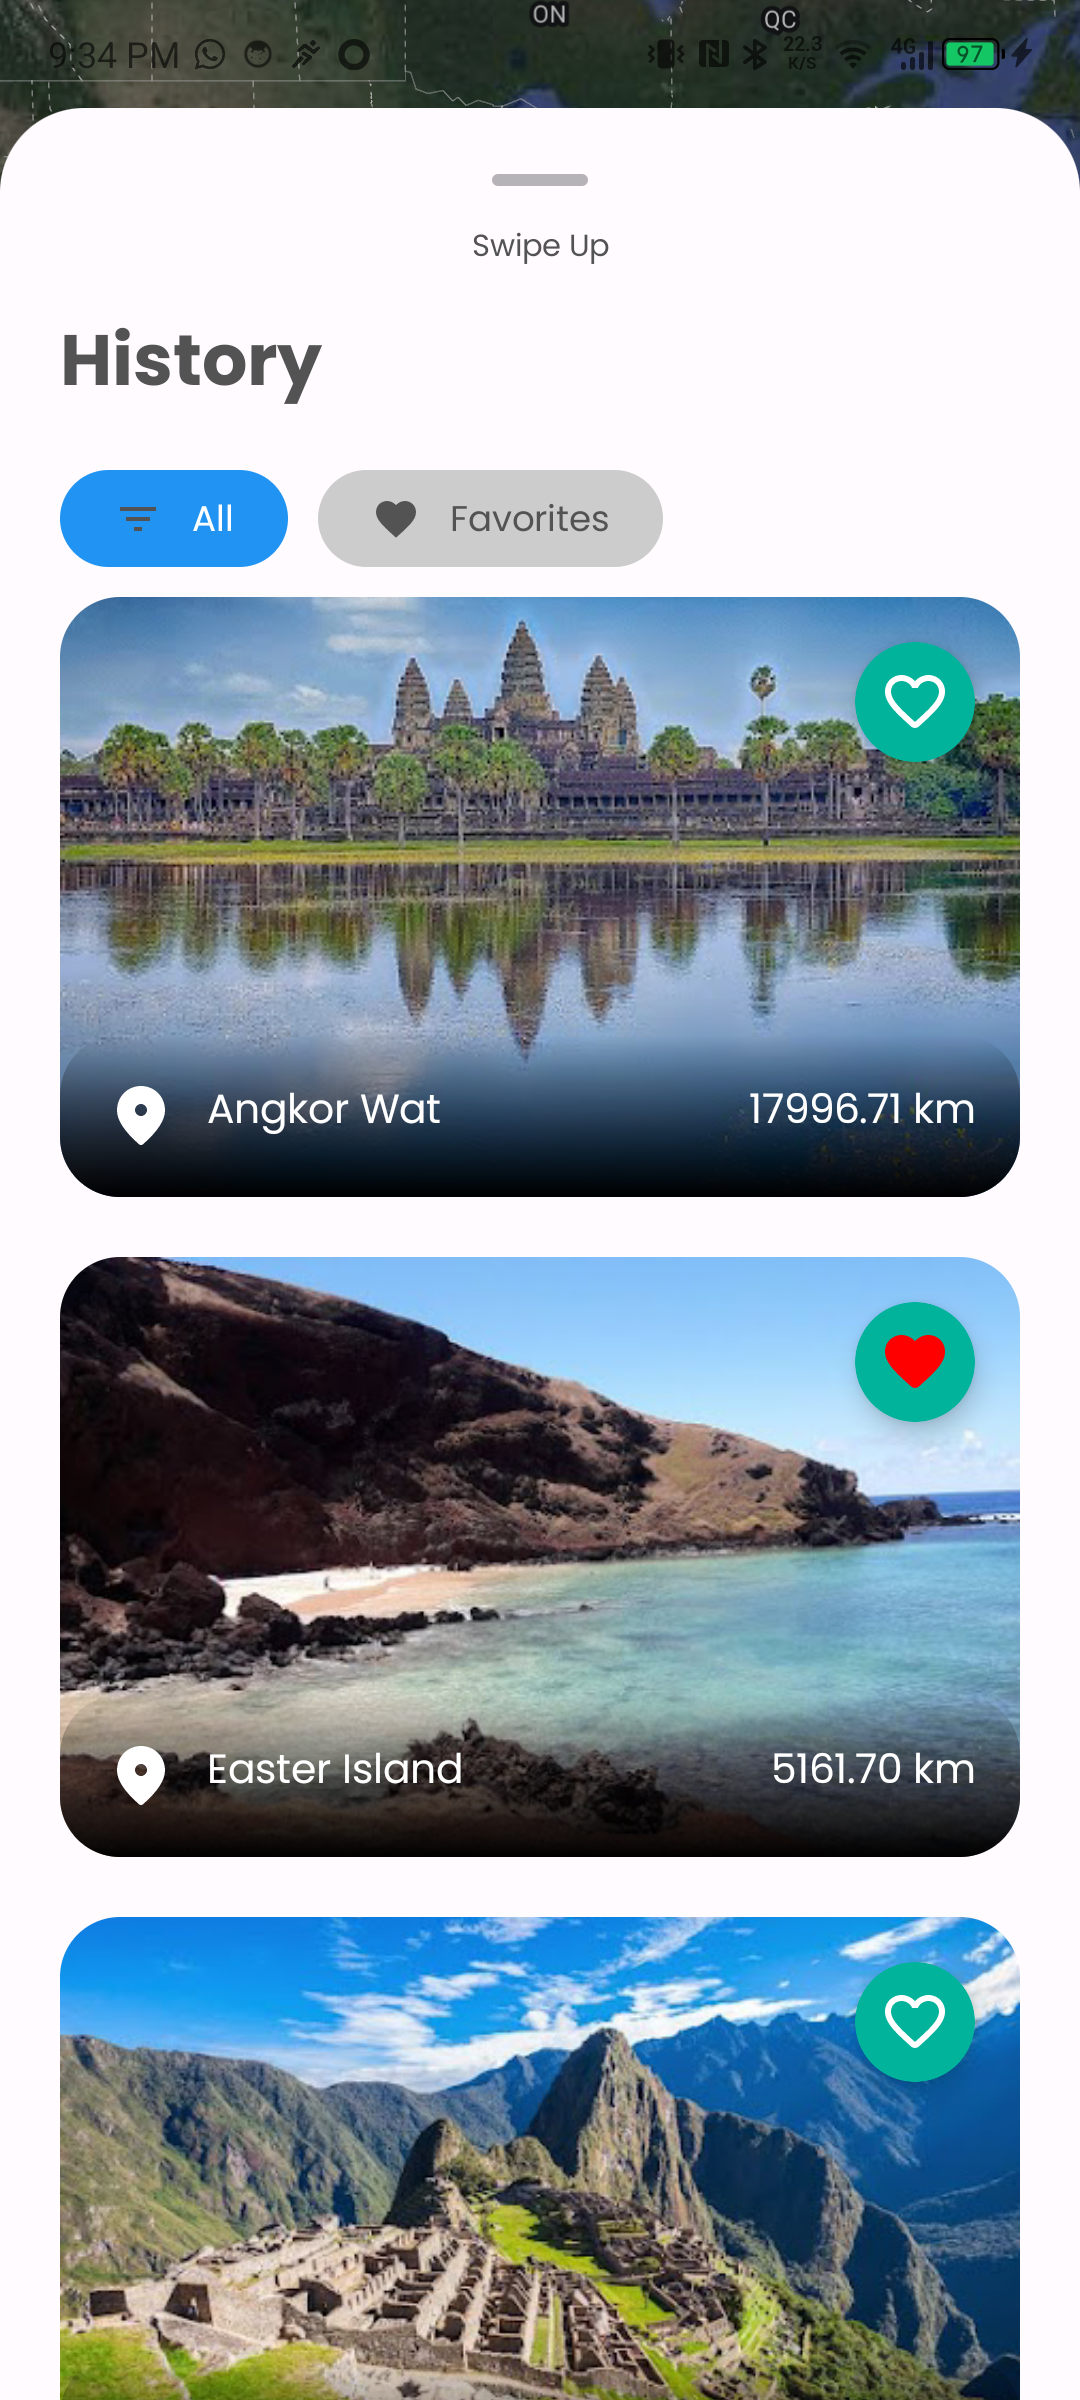 ON
QC
9:34 PM
22.3
K/S
4G
97
Swipe Up
History
All
Favorites
Angkor Wat
17996.71 km
Easter Island
5161.70 km